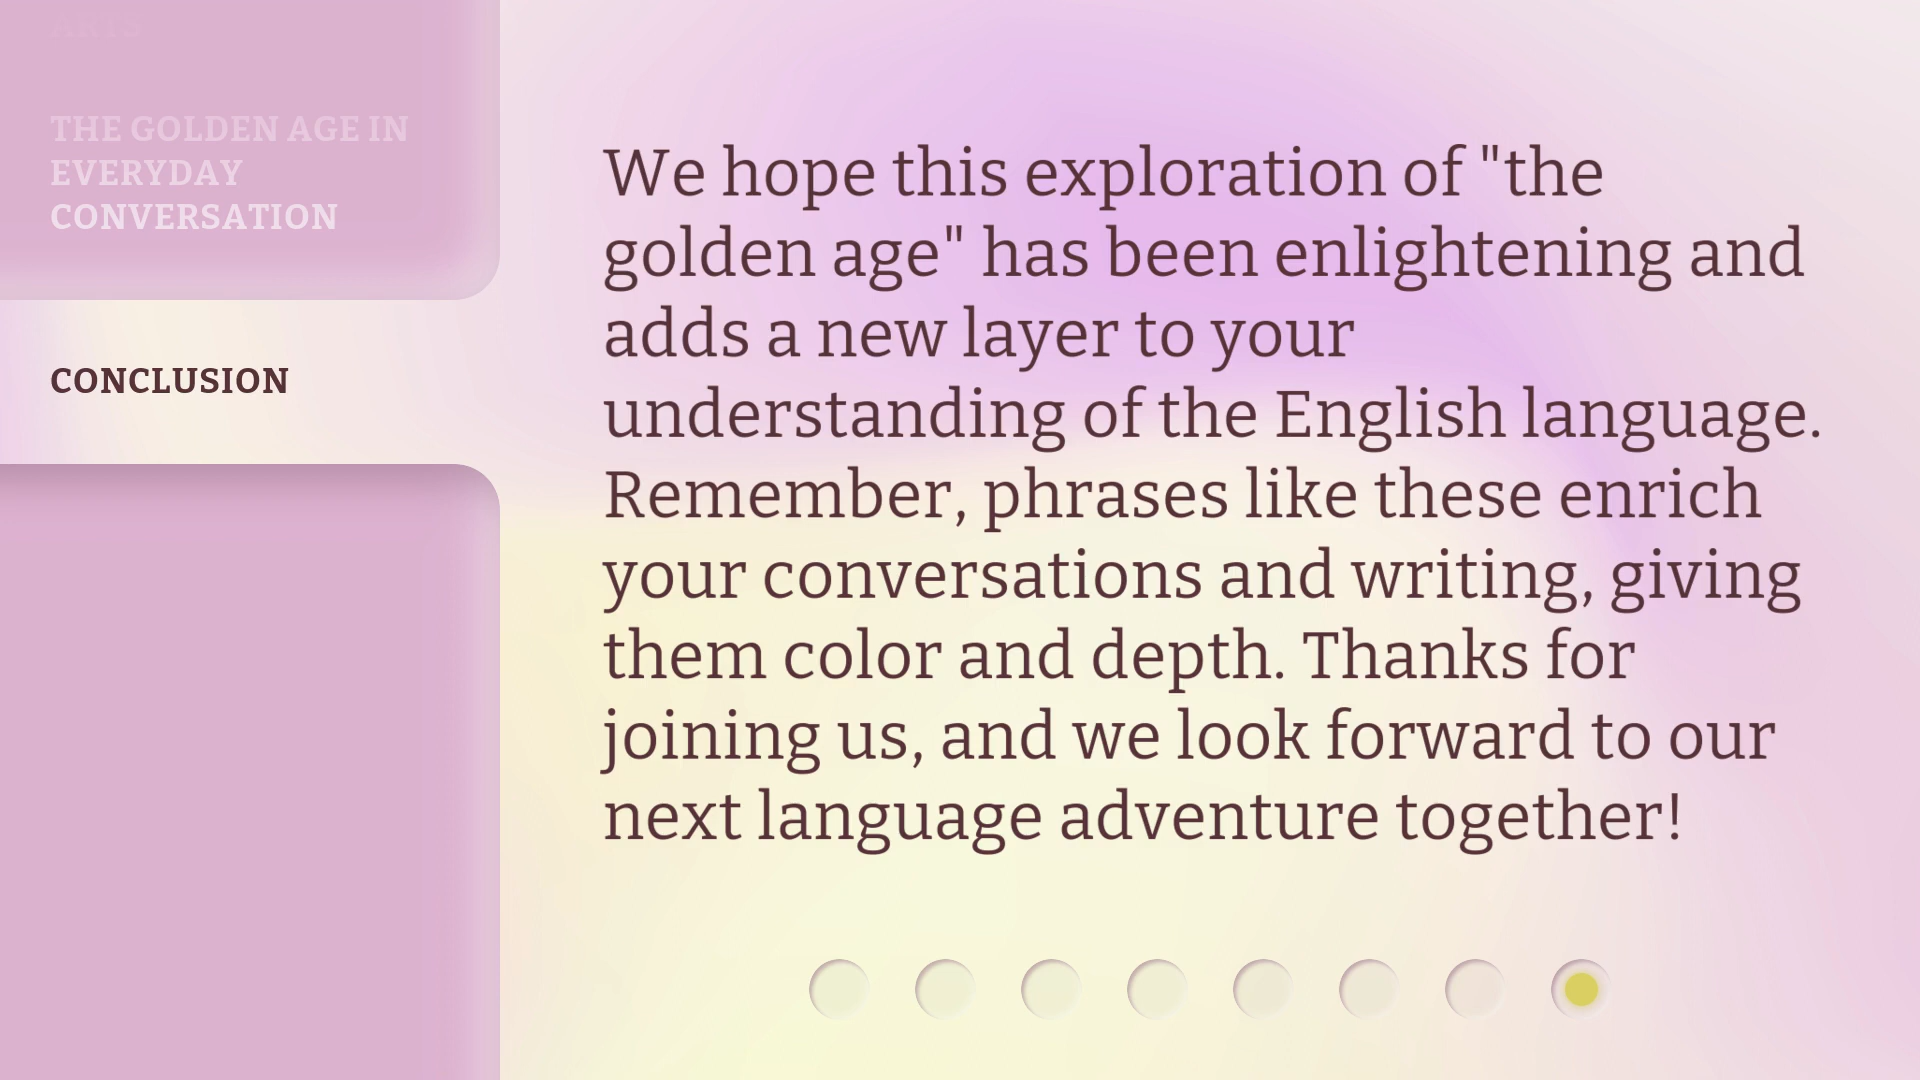 ARTS
THE GOLDEN AGE IN
EVERYDAY
CONVERSATION
CONCLUSION
We hope this exploration of "the
golden age" has been enlightening and
adds a new layer to your
understanding of the English language.
Remember, phrases like these enrich
your conversations and writing, giving
them color and depth. Thanks for
joining us, and we look forward to our
next language adventure together!